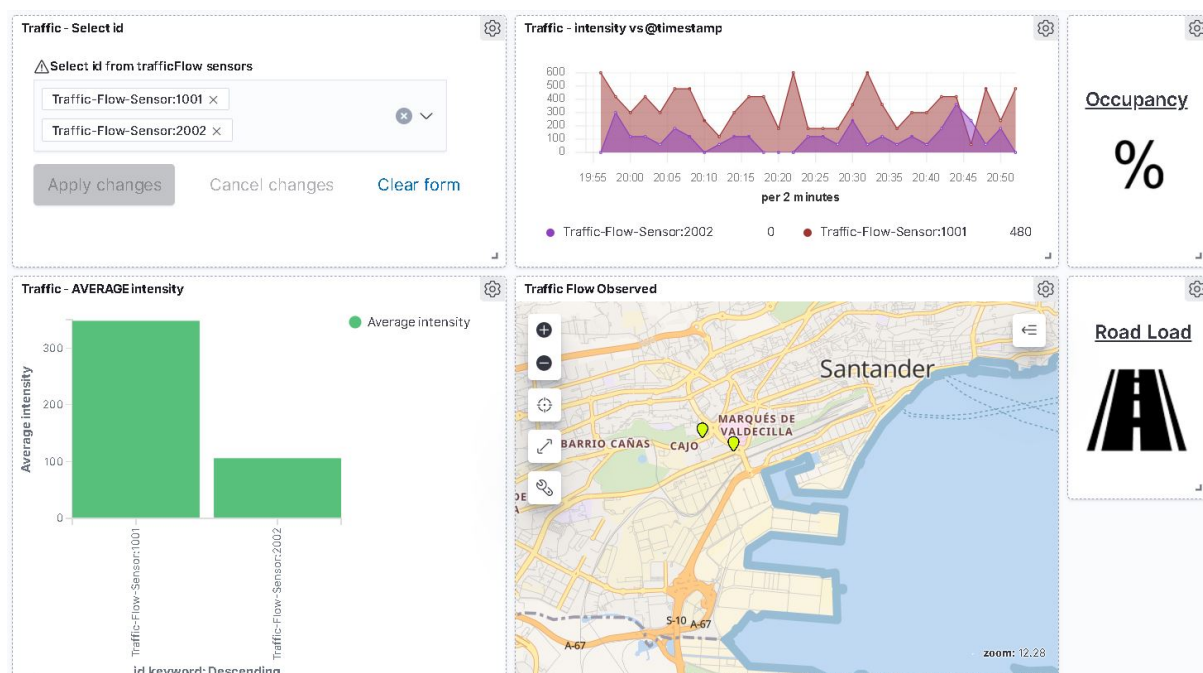 Traffic - Select id
Select id from trafficFlow sensors
Traffic-Flow-Sensor:1001 ×
Traffic-Flow-Sensor:2002 ×
Apply changes
Cancel changes
Clear form
Traffic - intensity vs @timestamp
600
500
400
300
200
100
0
19:55 20:00 20:05 20:10 20:15 20:20 20:25 20:30 20:35 20:40 20:45 20:50
per 2 minutes
Traffic-Flow-Sensor:2002 0 Traffic-Flow-Sensor:1001 480
Occupancy
%
Traffic - AVERAGE intensity
Average intensity
Average intensity
300
200
100
0
Traffic-Flow-Sensor:1001
Traffic-Flow-Sensor:2002
id keyword: Descending
Traffic Flow Observed
Santander
MARQUÉS DE
VALDECILLA
BARRIO CAÑAS
CAJO
S-10
A-67
A-67
zoom: 12.28
Road Load